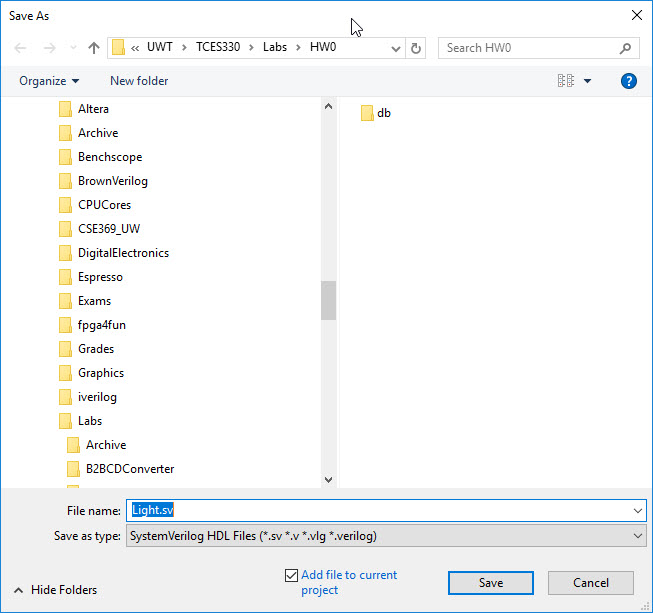 Save As
« UWT > TCES330 > Labs > HW0
Search HW0
Organize
New folder
?
Altera
Archive
Benchscope
BrownVerilog
CPUCores
CSE369_UW
DigitalElectronics
Espresso
Exams
fpga4fun
Grades
Graphics
iverilog
Labs
Archive
B2BCDConverter
db
File name: Light.sv
Save as type: SystemVerilog HDL Files (*.sv *.v *.vlg *.verilog)
Hide Folders
Add file to current
project
Save
Cancel